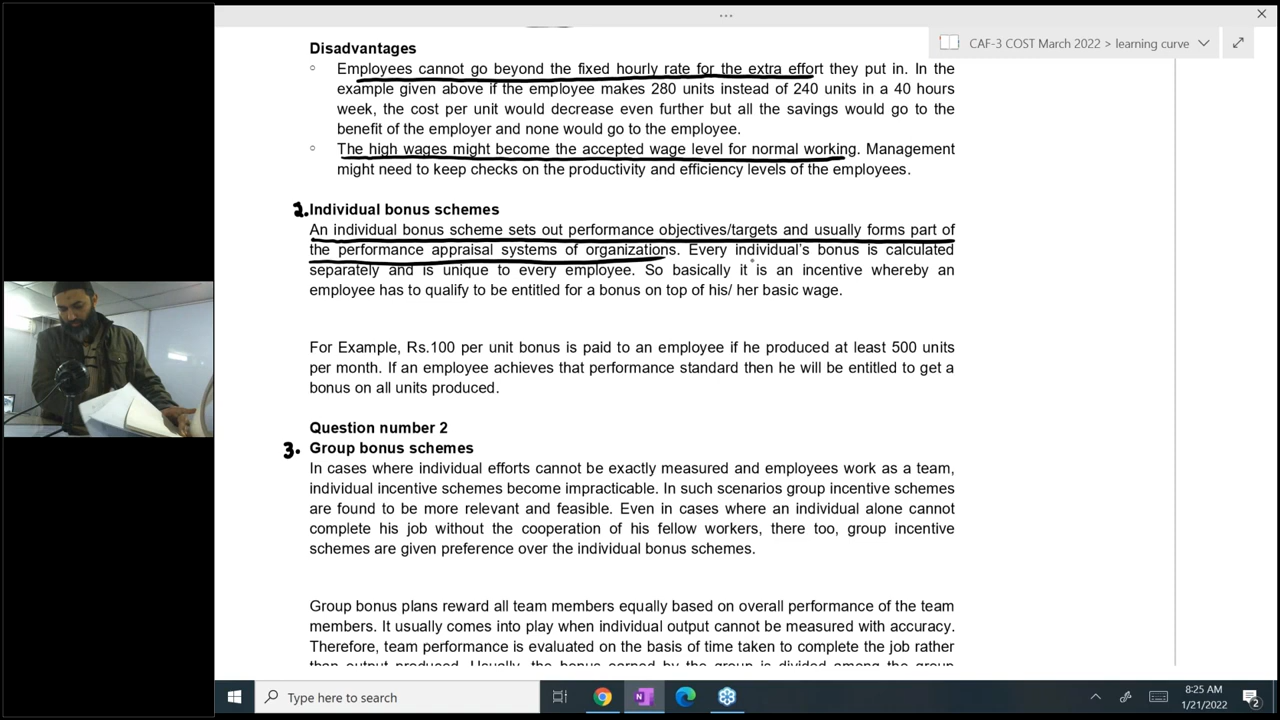 CAF-3 COST March 2022 > learning curve
Disadvantages
Employees cannot go beyond the fixed hourly rate for the extra effort they put in. In the
example given above if the employee makes 280 units instead of 240 units in a 40 hours
week, the cost per unit would decrease even further but all the savings would go to the
benefit of the employer and none would go to the employee.
The high wages might become the accepted wage level for normal working. Management
might need to keep checks on the productivity and efficiency levels of the employees.
2. Individual bonus schemes
An individual bonus scheme sets out performance objectives/targets and usually forms part of
the performance appraisal systems of organizations. Every individual's bonus is calculated
separately and is unique to every employee. So basically it is an incentive whereby an
employee has to qualify to be entitled for a bonus on top of his/ her basic wage.
For Example, Rs.100 per unit bonus is paid to an employee if he produced at least 500 units
per month. If an employee achieves that performance standard then he will be entitled to get a
bonus on all units produced.
Question number 2
3. Group bonus schemes
In cases where individual efforts cannot be exactly measured and employees work as a team,
individual incentive schemes become impracticable. In such scenarios group incentive schemes
are found to be more relevant and feasible. Even in cases where an individual alone cannot
complete his job without the cooperation of his fellow workers, there too, group incentive
schemes are given preference over the individual bonus schemes.
Group bonus plans reward all team members equally based on overall performance of the team
members. It usually comes into play when individual output cannot be measured with accuracy.
Therefore, team performance is evaluated on the basis of time taken to complete the job rather
than output produced. Usually, the bonus earned by the group is divided among the group
Type here to search
8:25 AM
1/21/2022
2